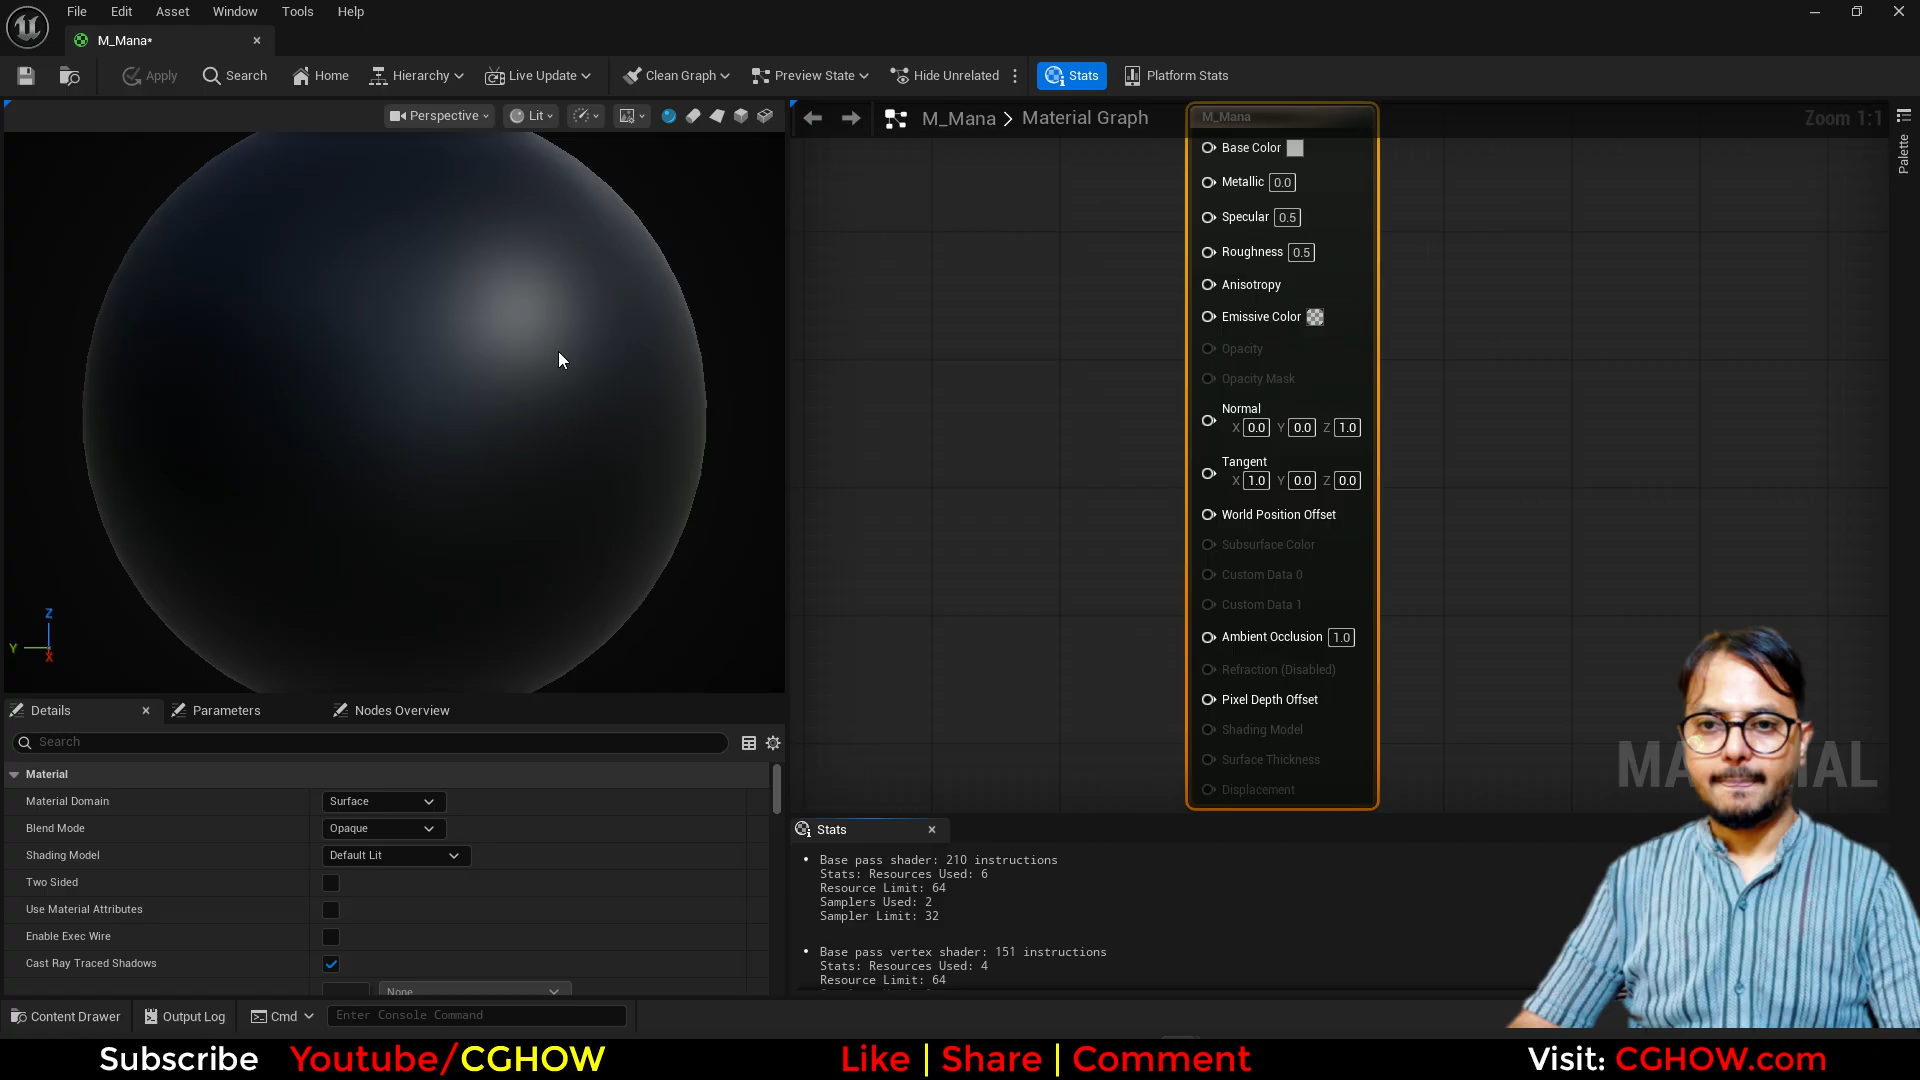 File Edit Asset Window Tools Help
M_Mana*
Apply Search Home Hierarchy Live Update Clean Graph Preview State Hide Unrelated Stats Platform Stats
Perspective Lit
M_Mana > Material Graph
Zoom 1:1
Palette
M_Mana
Base Color
Metallic 0.0
Specular 0.5
Roughness 0.5
Anisotropy
Emissive Color
Opacity
Opacity Mask
Normal
X 0.0 Y 0.0 Z 1.0
Tangent
X 1.0 Y 0.0 Z 0.0
World Position Offset
Subsurface Color
Custom Data 0
Custom Data 1
Ambient Occlusion 1.0
Refraction (Disabled)
Pixel Depth Offset
Shading Model
Surface Thickness
Displacement
Z
Y
X
Details Parameters Nodes Overview
Search
Material
Material Domain Surface
Blend Mode Opaque
Shading Model Default Lit
Two Sided
Use Material Attributes
Enable Exec Wire
Cast Ray Traced Shadows
None
Stats
Base pass shader: 210 instructions
Stats: Resources Used: 6
Resource Limit: 64
Samplers Used: 2
Sampler Limit: 32
Base pass vertex shader: 151 instructions
Stats: Resources Used: 4
Resource Limit: 64
Content Drawer Output Log Cmd Enter Console Command
Subscribe Youtube/CGHOW Like | Share | Comment Visit: CGHOW.com